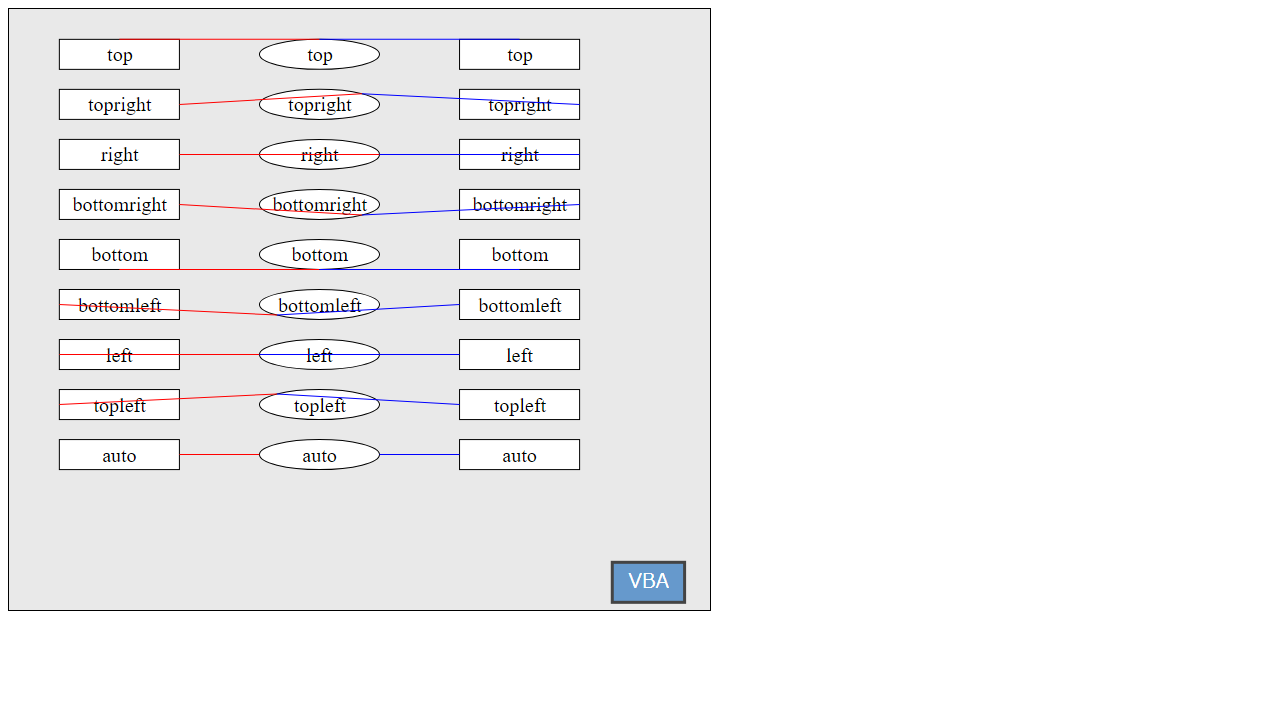 top top top
topright topright topright
right right right
bottomright bottomright bottomright
bottom bottom bottom
bottomleft bottomleft bottomleft
left left left
topleft topleft topleft
auto auto auto
VBA